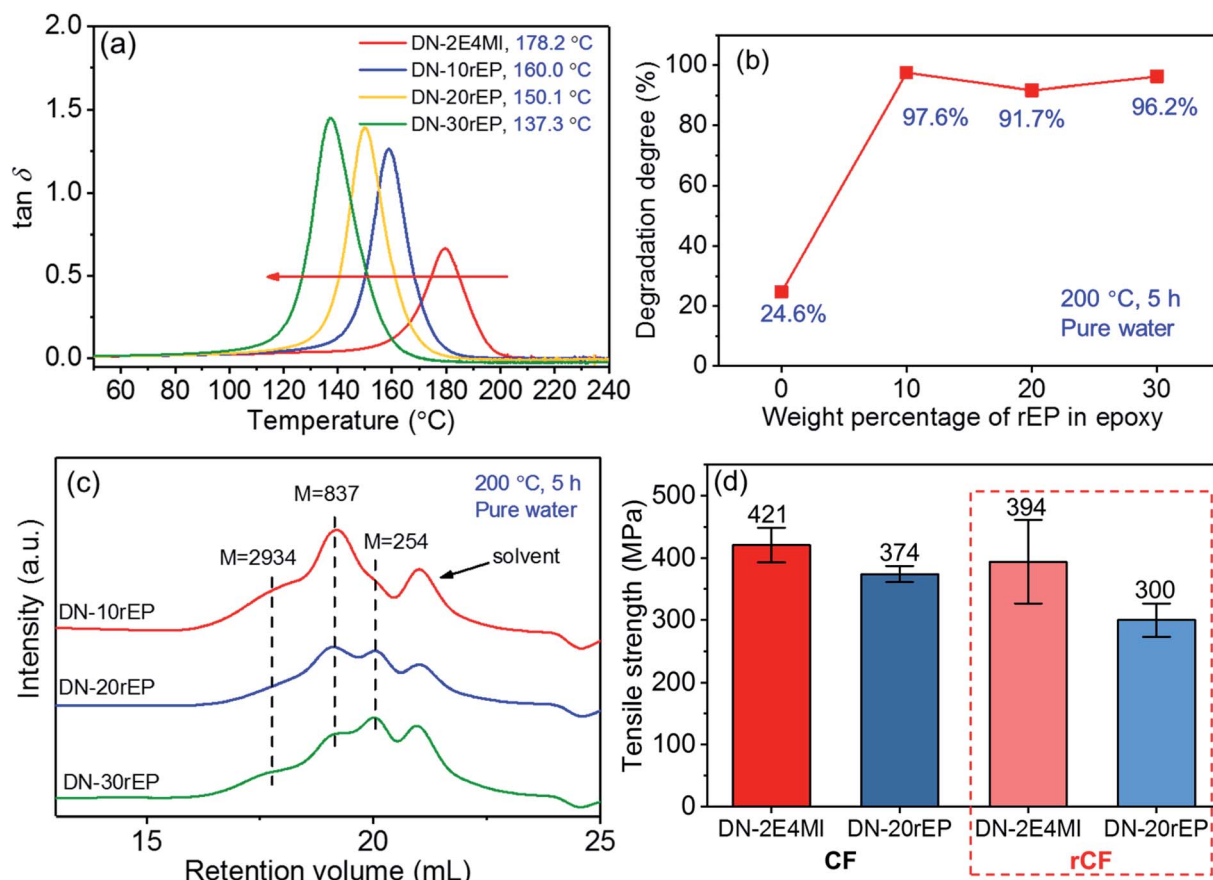 (a)
DN-2E4MI, 178.2 °C
DN-10rEP, 160.0 °C
DN-20rEP, 150.1 °C
DN-30rEP, 137.3 °C
2.0
1.5
1.0
0.5
0.0
tan δ
60 80 100 120 140 160 180 200 220 240
Temperature (°C)
(b)
100
80
60
40
20
0
Degradation degree (%)
24.6%
97.6%
91.7%
96.2%
200 °C, 5 h
Pure water
0 10 20 30
Weight percentage of rEP in epoxy
(c)
200 °C, 5 h
Pure water
M=837
M=2934
M=254
solvent
DN-10rEP
DN-20rEP
DN-30rEP
Intensity (a.u.)
15 20 25
Retention volume (mL)
(d)
500
400
300
200
100
0
Tensile strength (MPa)
421
374
394
300
DN-2E4MI DN-20rEP DN-2E4MI DN-20rEP
CF rCF